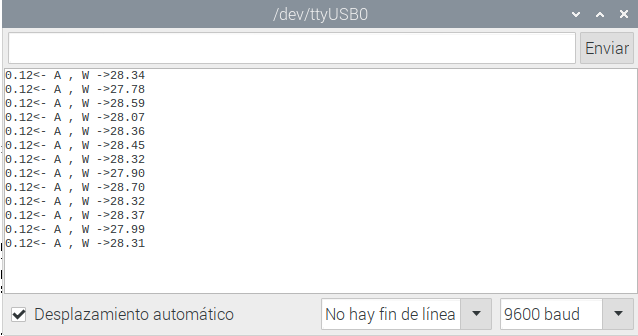 /dev/ttyUSB0
Enviar
0.12<- A , W ->28.34
0.12<- A , W ->27.78
0.12<- A , W ->28.59
0.12<- A , W ->28.07
0.12<- A , W ->28.36
0.12<- A , W ->28.45
0.12<- A , W ->28.32
0.12<- A , W ->27.90
0.12<- A , W ->28.70
0.12<- A , W ->28.32
0.12<- A , W ->28.37
0.12<- A , W ->27.99
0.12<- A , W ->28.31
Desplazamiento automático
No hay fin de línea
9600 baud